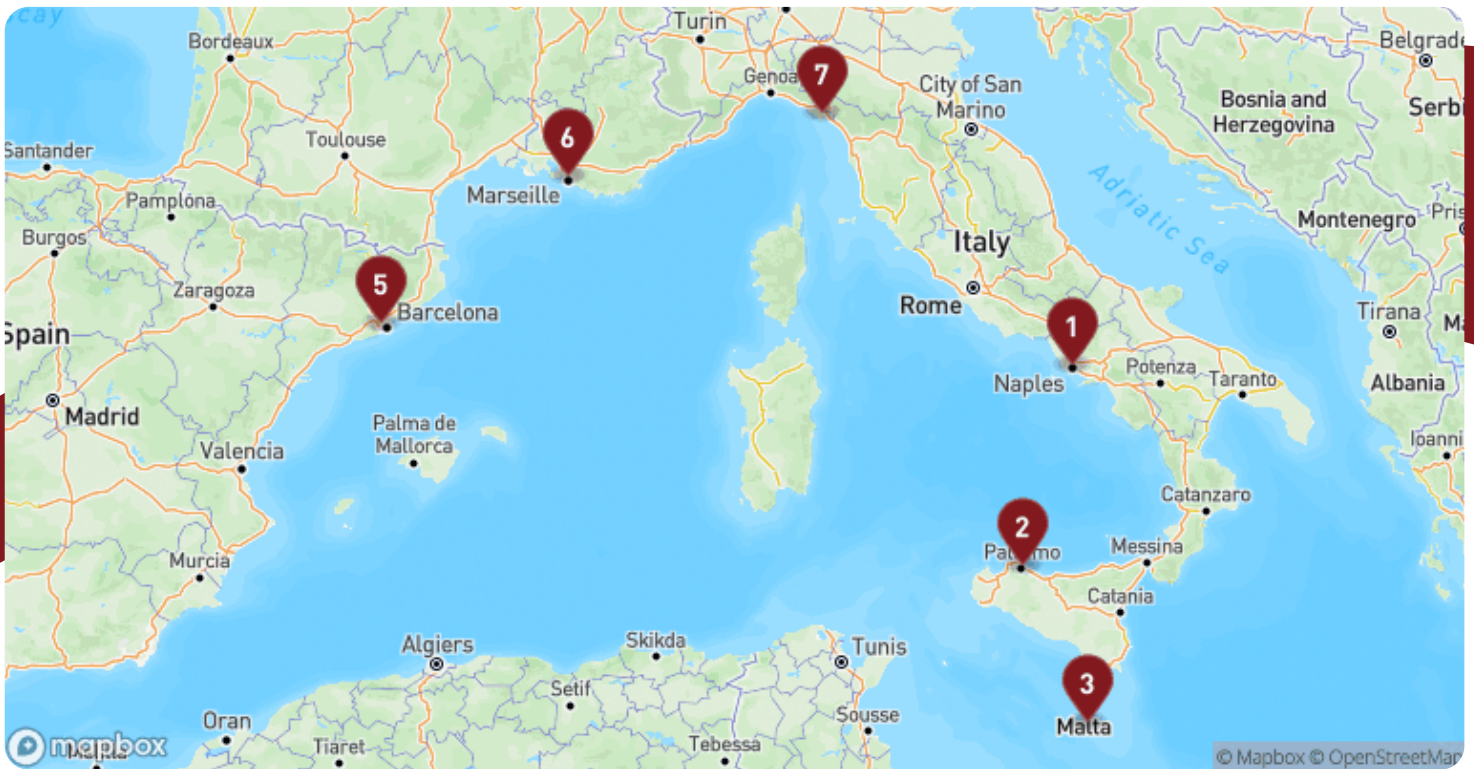 cay
Turin
Bordeaux
Belgrade
Genoa
7
City of San
Marino
Bosnia and
Herzegovina
Serbi
6
Toulouse
Santander
Adriatic Sea
Marseille
Pamplona
Montenegro
Pris
Burgos
Italy
5
Zaragoza
Rome
Barcelona
1
Tirana
Spain
Ma
Naples
Potenza
Taranto
Albania
Madrid
Palma de
Mallorca
Valencia
Ioanni
Catanzaro
2
Messina
Murcia
Catania
Algiers
Skikda
Tunis
3
Setif
Oran
Sousse
Malta
mapbox
Tiaret
Tebessa
© Mapbox © OpenStreetMap